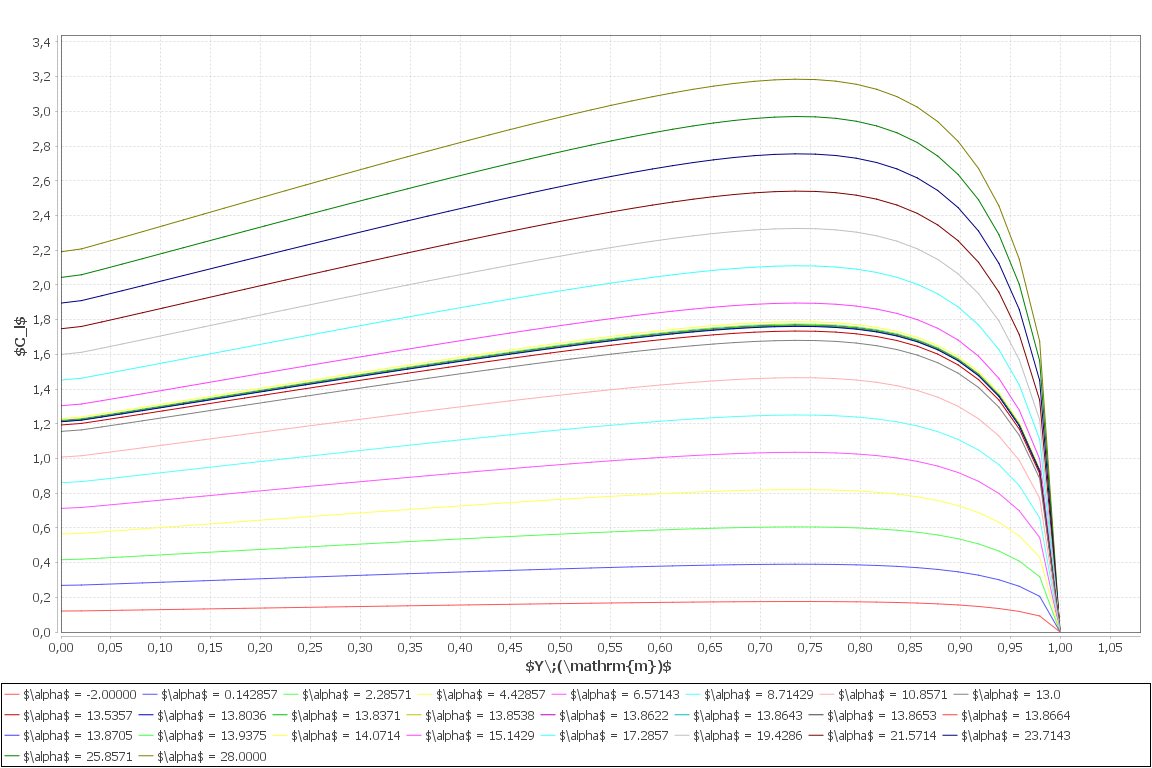 3,4
3,2
3,0
2,8
2,6
2,4
2,2
2,0
1,8
1,6
1,4
1,2
1,0
0,8
0,6
0,4
0,2
0,0
$C_l$
0,00 0,05 0,10 0,15 0,20 0,25 0,30 0,35 0,40 0,45 0,50 0,55 0,60 0,65 0,70 0,75 0,80 0,85 0,90 0,95 1,00 1,05
$Y\;(\mathrm{m})$
$\alpha$ = -2.00000 $\alpha$ = 0.142857 $\alpha$ = 2.28571 $\alpha$ = 4.42857 $\alpha$ = 6.57143 $\alpha$ = 8.71429 $\alpha$ = 10.8571 $\alpha$ = 13.0
$\alpha$ = 13.5357 $\alpha$ = 13.8036 $\alpha$ = 13.8371 $\alpha$ = 13.8538 $\alpha$ = 13.8622 $\alpha$ = 13.8643 $\alpha$ = 13.8653 $\alpha$ = 13.8664
$\alpha$ = 13.8705 $\alpha$ = 13.9375 $\alpha$ = 14.0714 $\alpha$ = 15.1429 $\alpha$ = 17.2857 $\alpha$ = 19.4286 $\alpha$ = 21.5714 $\alpha$ = 23.7143
$\alpha$ = 25.8571 $\alpha$ = 28.0000